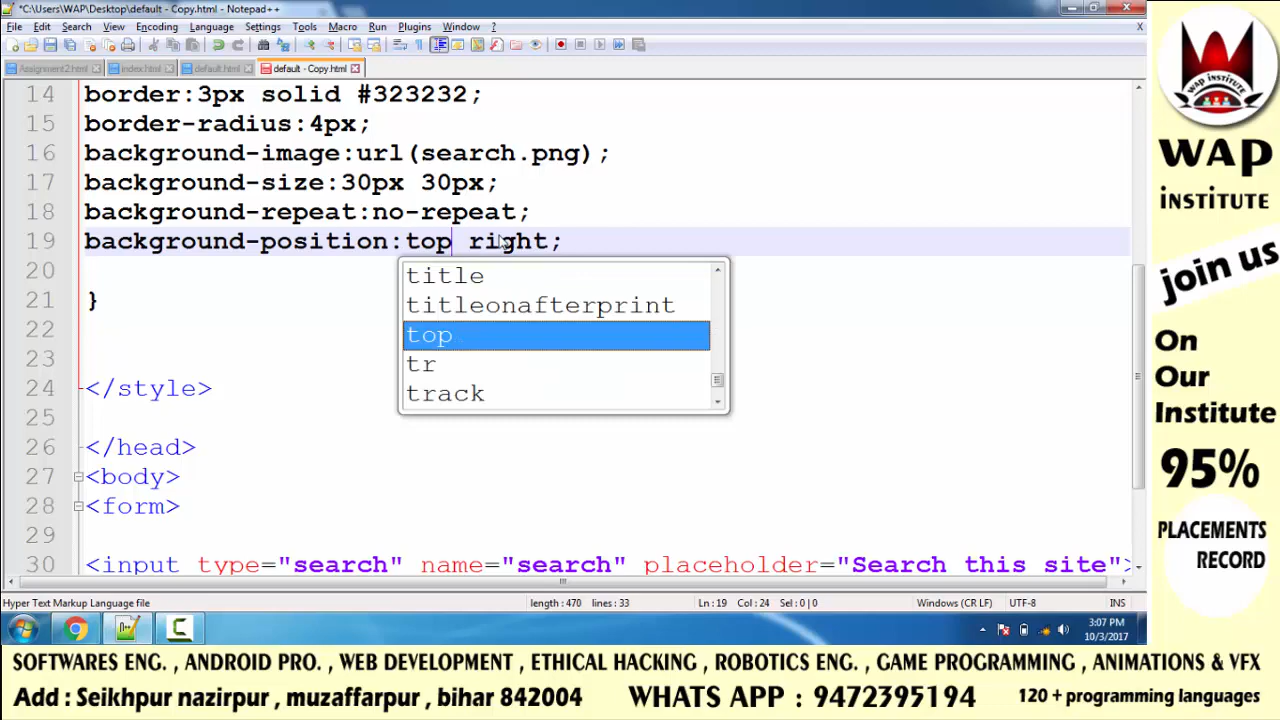 *C:\Users\WAP\Desktop\default - Copy.html - Notepad++
File Edit Search View Encoding Language Settings Tools Macro Run Plugins Window ?
X
Assignment2.html index.html default.html default - Copy.html
14 border:3px solid #323232;
15 border-radius:4px;
16 background-image:url(search.png);
17 background-size:30px 30px;
18 background-repeat:no-repeat;
19 background-position:top right;
20
title
21 }
titleonafterprint
22
top
23
tr
24 </style>
track
25
26 </head>
27 <body>
28 <form>
29
30 <input type="search" name="search" placeholder="Search this site">
Hyper Text Markup Language file length : 470 lines : 33 Ln : 19 Col : 24 Sel : 0 | 0 Windows (CR LF) UTF-8 INS
3:07 PM
10/3/2017
WAP INSTITUTE
WAP
INSTITUTE
join us
On
Our
Institute
95%
PLACEMENTS
RECORD
SOFTWARES ENG. , ANDROID PRO. , WEB DEVELOPMENT , ETHICAL HACKING , ROBOTICS ENG. , GAME PROGRAMMING , ANIMATIONS & VFX
Add : Seikhpur nazirpur , muzaffarpur , bihar 842004 WHATS APP : 9472395194 120 + programming languages